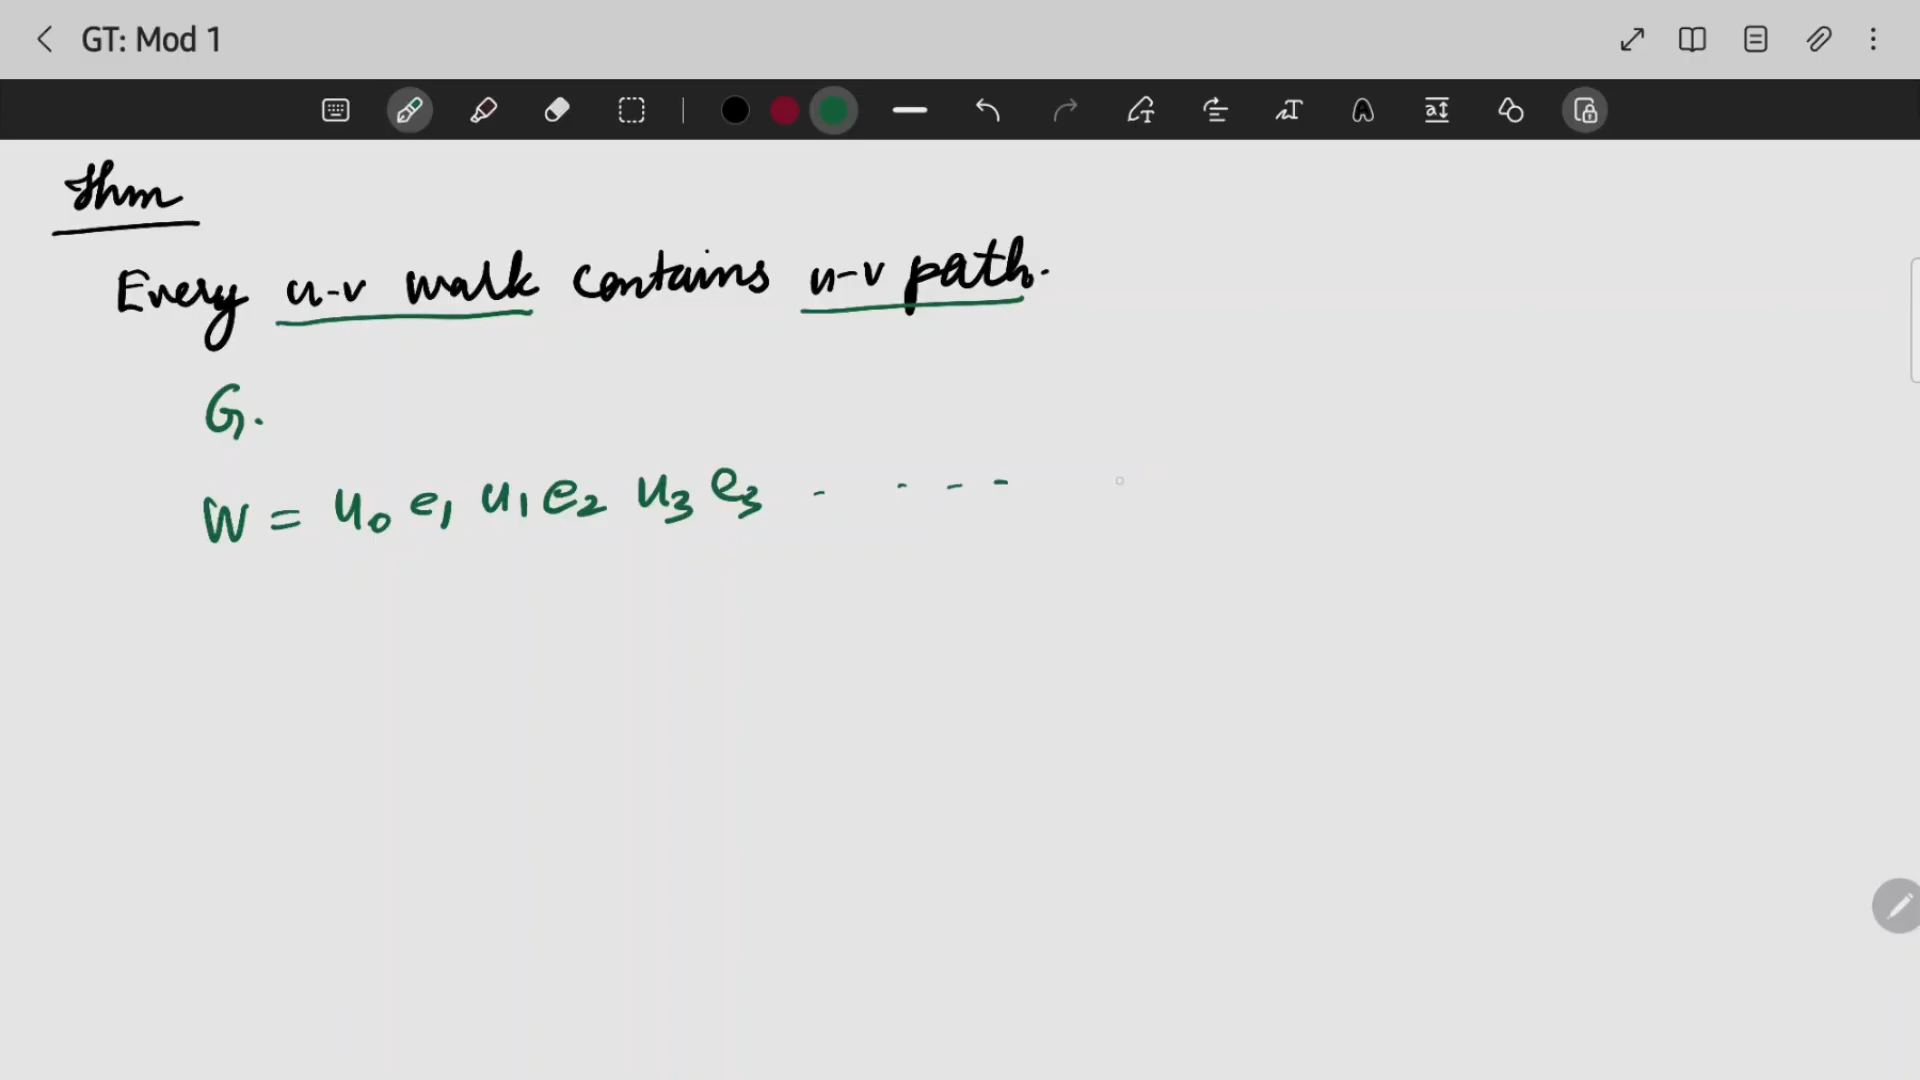 GT: Mod 1
Thm
Every u-v walk contains u-v path.
G.
W = u₀ e₁ u₁ e₂ u₃ e₃ . . - -